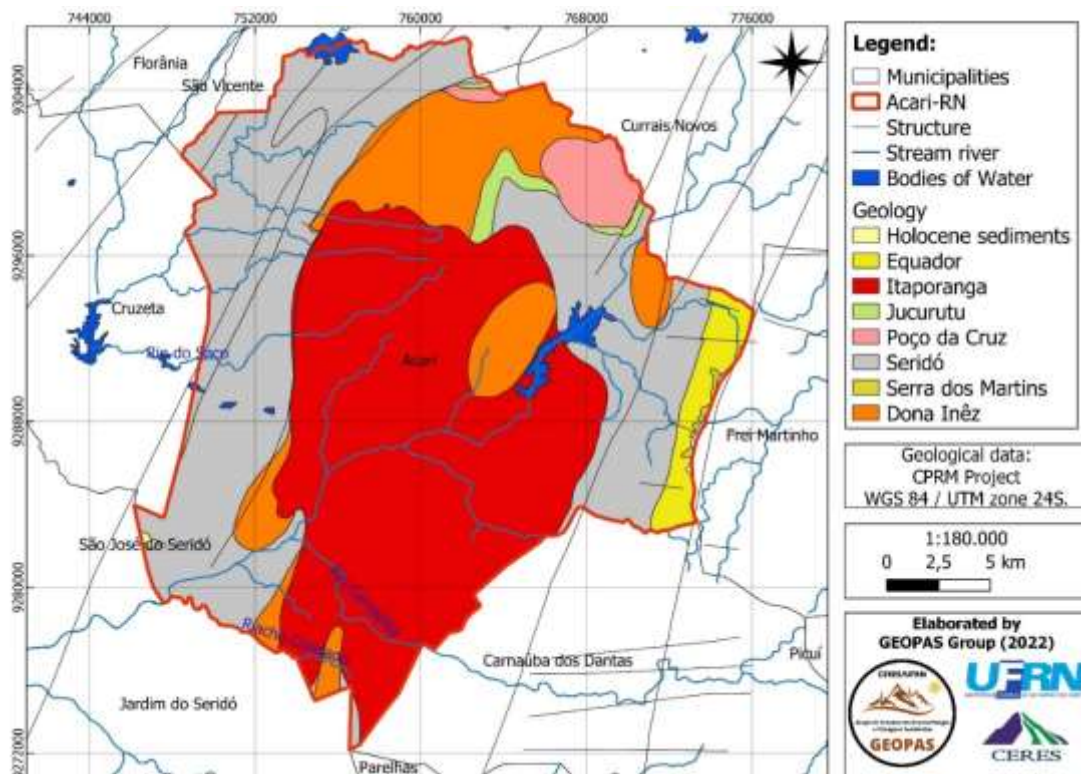 744000 752000 760000 768000 776000
9304000
9296000
9288000
9280000
9272000
Florânia
São Vicente
Currais Novos
Cruzeta
Rio do Saco
Acari
Frei Martinho
São José do Seridó
Carnaúba dos Dantas
Picuí
Jardim do Seridó
Parelhas
Legend:
Municipalities
Acari-RN
Structure
Stream river
Bodies of Water
Geology
Holocene sediments
Equador
Itaporanga
Jucurutu
Poço da Cruz
Seridó
Serra dos Martins
Dona Inêz
Geological data:
CPRM Project
WGS 84 / UTM zone 24S.
1:180.000
0 2,5 5 km
Elaborated by
GEOPAS Group (2022)
GEOPAS
UFRN
CERES